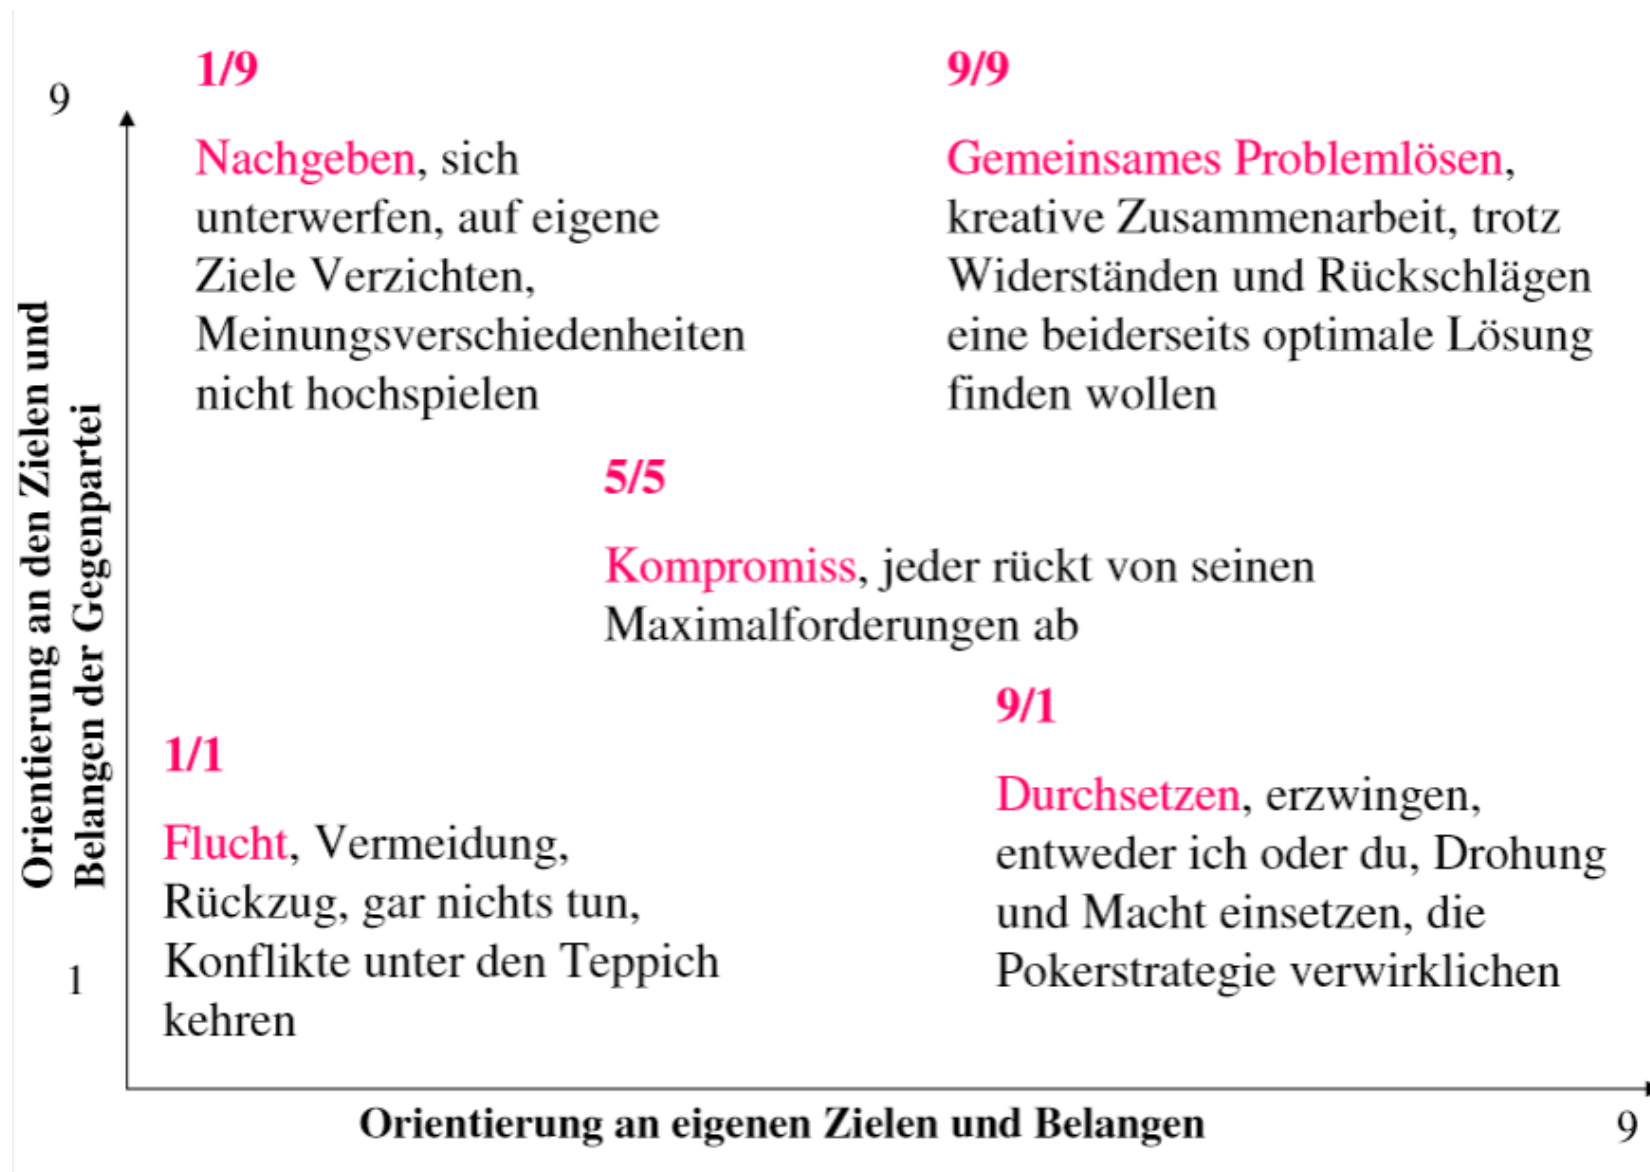 9
1/9
Nachgeben, sich
unterwerfen, auf eigene
Ziele Verzichten,
Meinungsverschiedenheiten
nicht hochspielen
9/9
Gemeinsames Problemlösen,
kreative Zusammenarbeit, trotz
Widerständen und Rückschlägen
eine beiderseits optimale Lösung
finden wollen
Orientierung an den Zielen und
Belangen der Gegenpartei
5/5
Kompromiss, jeder rückt von seinen
Maximalforderungen ab
1/1
Flucht, Vermeidung,
Rückzug, gar nichts tun,
Konflikte unter den Teppich
kehren
9/1
Durchsetzen, erzwingen,
entweder ich oder du, Drohung
und Macht einsetzen, die
Pokerstrategie verwirklichen
1
Orientierung an eigenen Zielen und Belangen
9